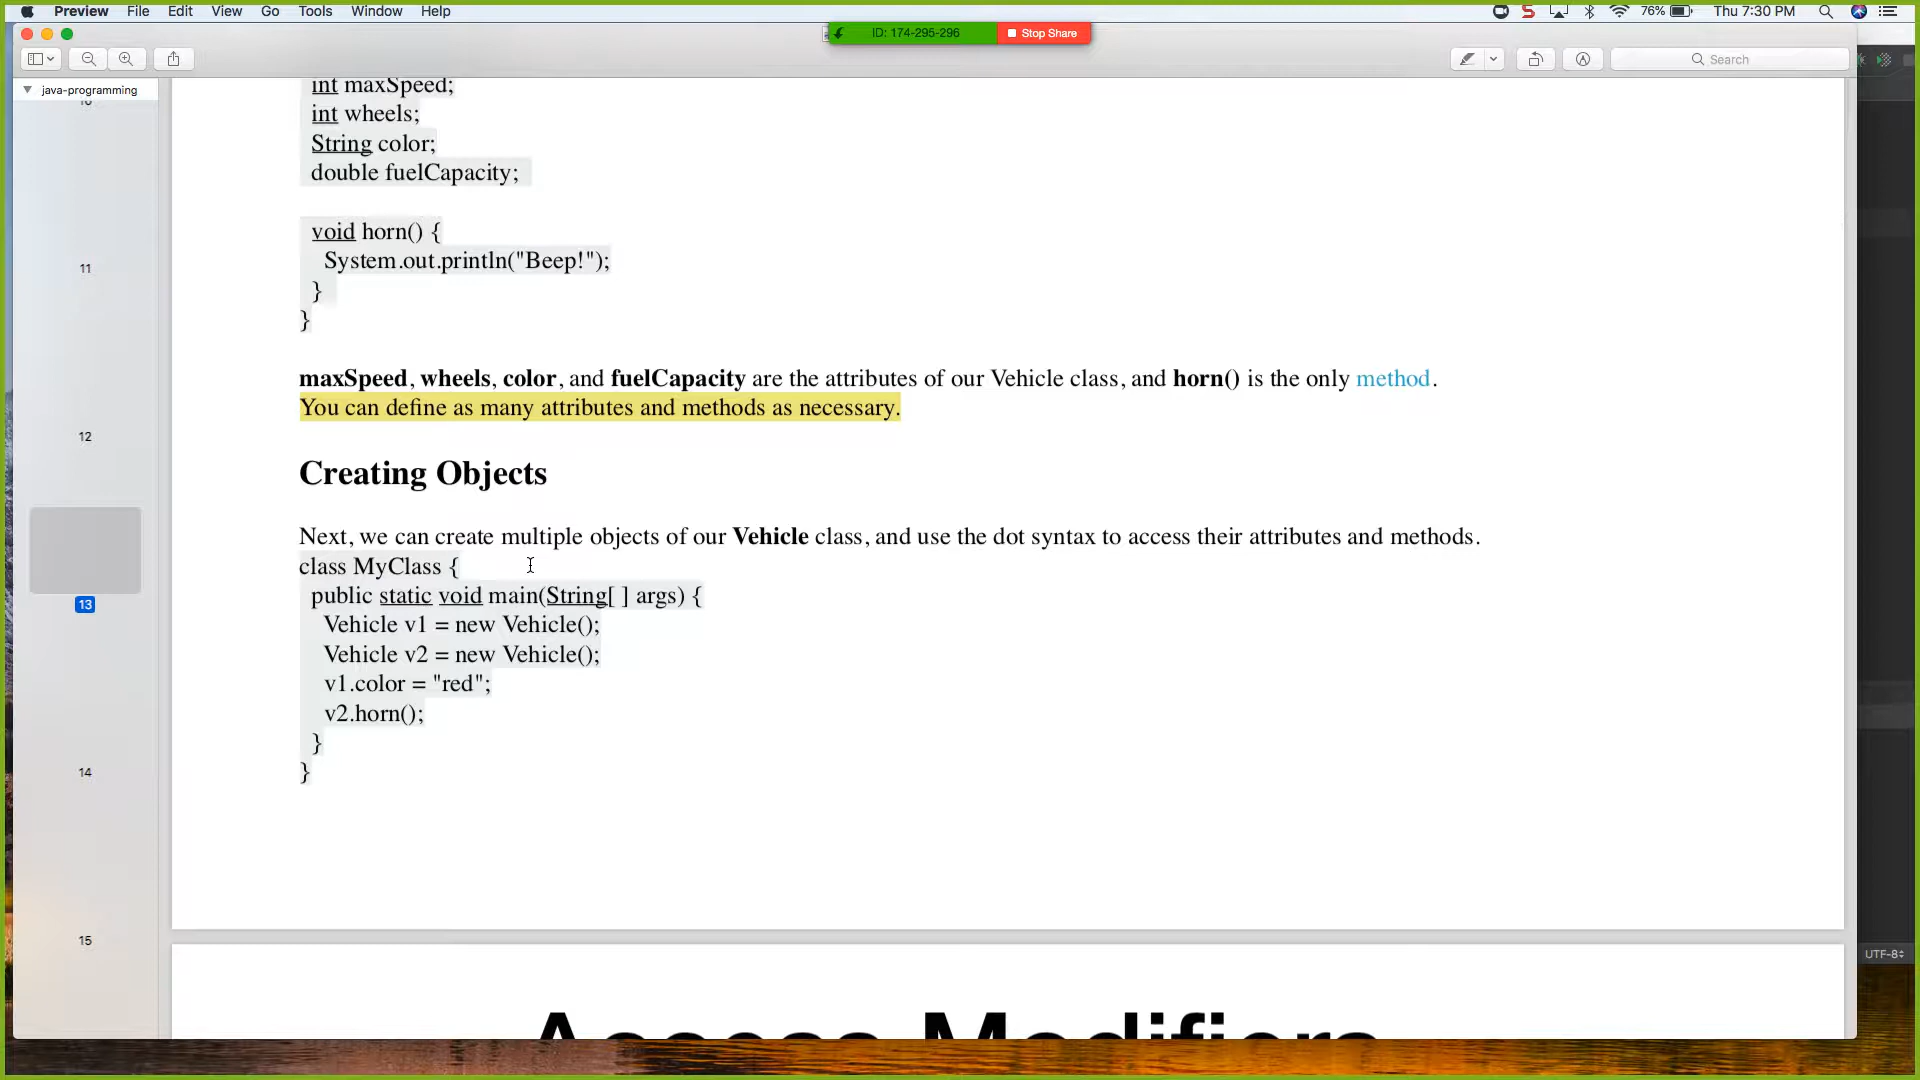 Preview File Edit View Go Tools Window Help
76% Thu 7:30 PM
ID: 174-295-296 Stop Share
Search
java-programming
10
11
12
13
14
15
int maxSpeed;
int wheels;
String color;
double fuelCapacity;
void horn() {
System.out.println("Beep!");
}
}
maxSpeed, wheels, color, and fuelCapacity are the attributes of our Vehicle class, and horn() is the only method.
You can define as many attributes and methods as necessary.
Creating Objects
Next, we can create multiple objects of our Vehicle class, and use the dot syntax to access their attributes and methods.
class MyClass {
public static void main(String[ ] args) {
Vehicle v1 = new Vehicle();
Vehicle v2 = new Vehicle();
v1.color = "red";
v2.horn();
}
}
Access Modifiers
UTF-8